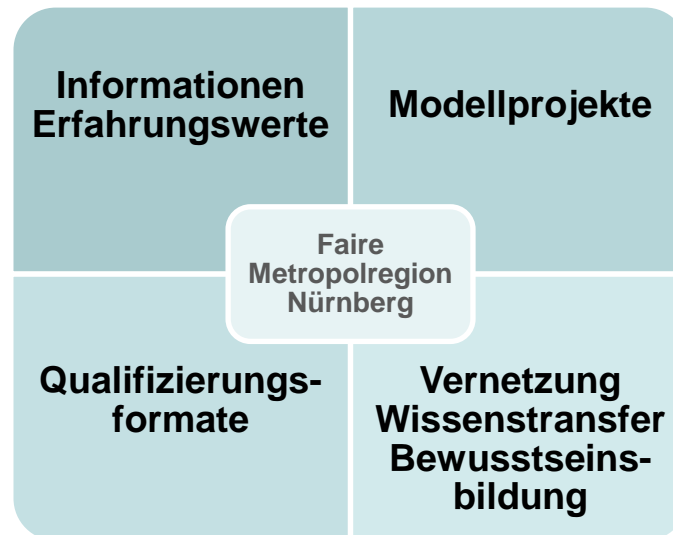 Informationen
Erfahrungswerte
Modellprojekte
Faire
Metropolregion
Nürnberg
Qualifizierungs-
formate
Vernetzung
Wissenstransfer
Bewusstseins-
bildung